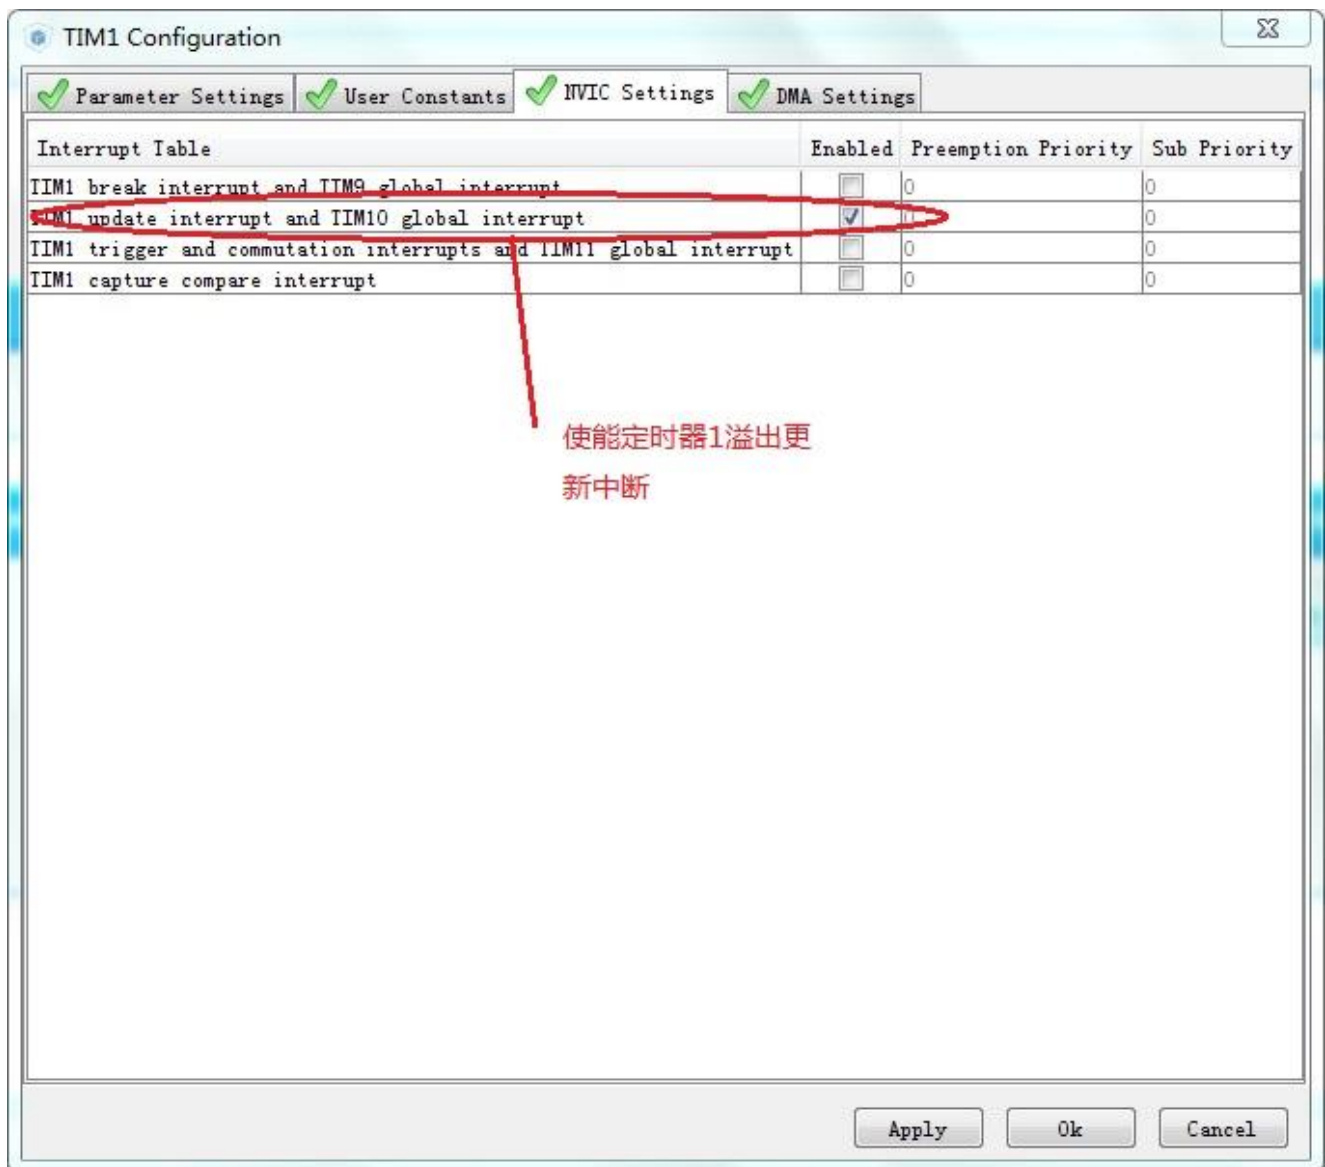 TIM1 Configuration
Parameter Settings User Constants NVIC Settings DMA Settings
Interrupt Table Enabled Preemption Priority Sub Priority
TIM1 break interrupt and TIM9 global interrupt 0 0
TIM1 update interrupt and TIM10 global interrupt 0 0
TIM1 trigger and commutation interrupts and TIM11 global interrupt 0 0
TIM1 capture compare interrupt 0 0
使能定时器1溢出更
新中断
Apply Ok Cancel